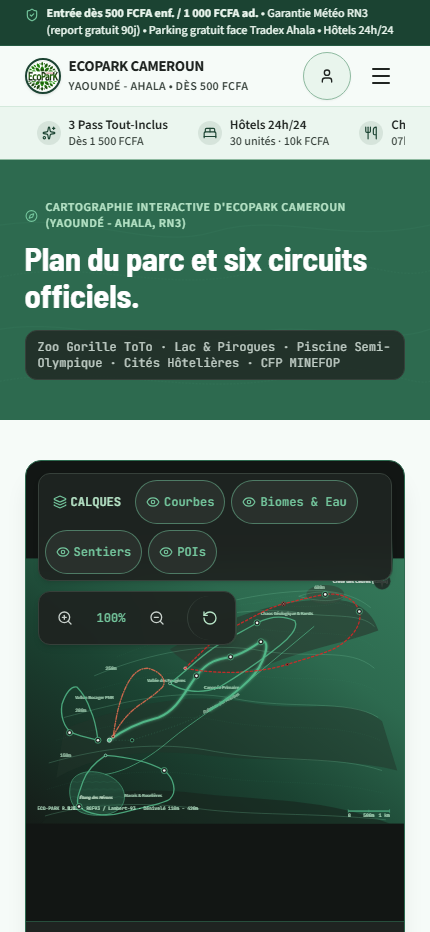 Entrée dès 500 FCFA enf. / 1 000 FCFA ad. • Garantie Météo RN3
(report gratuit 90j) • Parking gratuit face Tradex Ahala • Hôtels 24h/24
EcoPark
ECOPARK CAMEROUN
YAOUNDÉ - AHALA • DÈS 500 FCFA
3 Pass Tout-Inclus
Dès 1 500 FCFA
Hôtels 24h/24
30 unités · 10k FCFA
Ch
07
CARTOGRAPHIE INTERACTIVE D'ECOPARK CAMEROUN
(YAOUNDÉ - AHALA, RN3)
Plan du parc et six circuits
officiels.
Zoo Gorille ToTo · Lac & Pirogues · Piscine Semi-
Olympique · Cités Hôtelières · CFP MINEFOP
CALQUES
Courbes
Biomes & Eau
Sentiers
POIs
100%